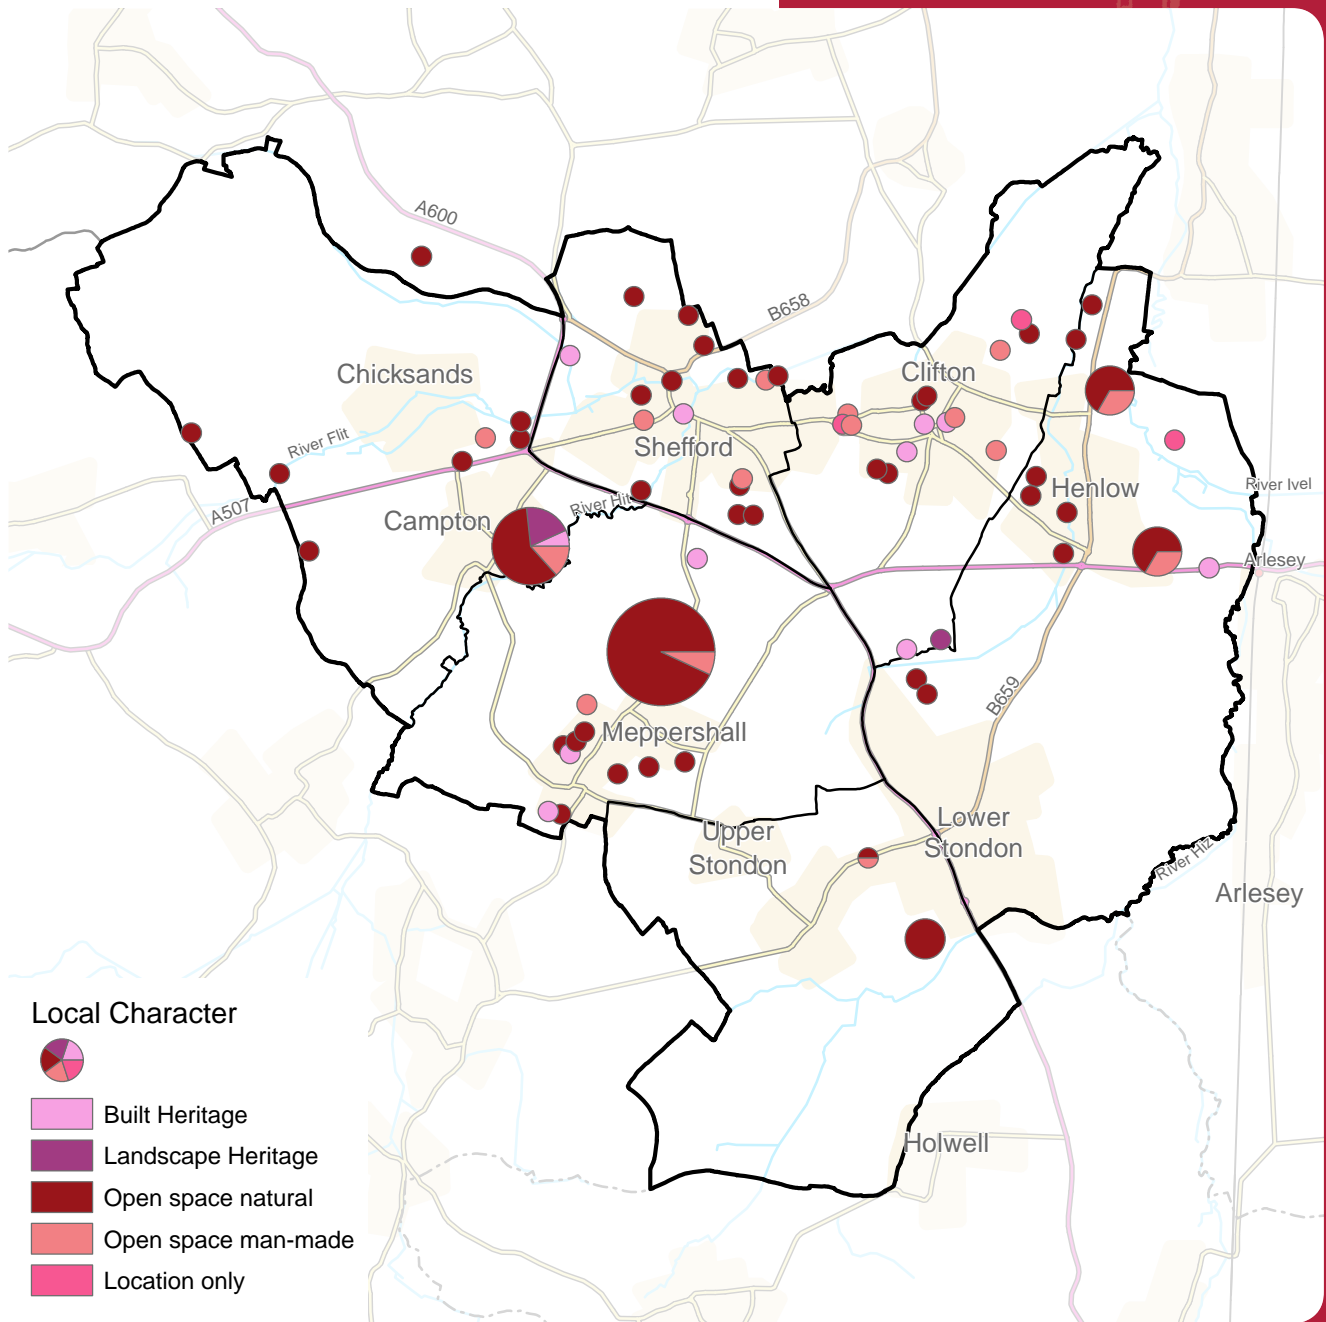 A600
B658
Chicksands
Clifton
River Flit
Shefford
Henlow
River Ivel
A507
Campton
River Hit
Arlesey
B659
Meppershall
Upper
Stondon
Lower
Stondon
River Hiz
Arlesey
Holwell
Local Character
Built Heritage
Landscape Heritage
Open space natural
Open space man-made
Location only